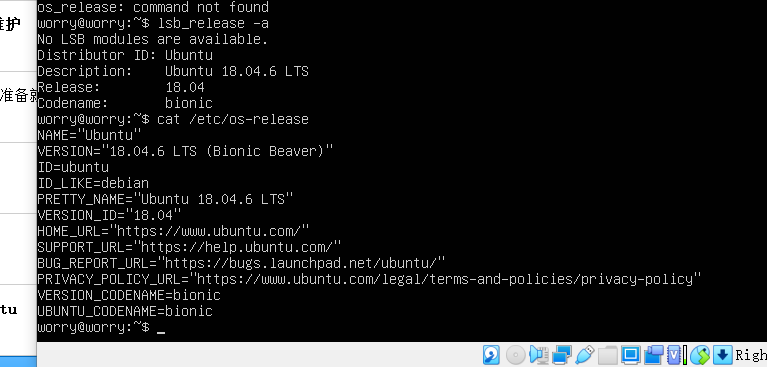 os_release: command not found
worry@worry:~$ lsb_release -a
No LSB modules are available.
Distributor ID: Ubuntu
Description:    Ubuntu 18.04.6 LTS
Release:        18.04
Codename:       bionic
worry@worry:~$ cat /etc/os-release
NAME="Ubuntu"
VERSION="18.04.6 LTS (Bionic Beaver)"
ID=ubuntu
ID_LIKE=debian
PRETTY_NAME="Ubuntu 18.04.6 LTS"
VERSION_ID="18.04"
HOME_URL="https://www.ubuntu.com/"
SUPPORT_URL="https://help.ubuntu.com/"
BUG_REPORT_URL="https://bugs.launchpad.net/ubuntu/"
PRIVACY_POLICY_URL="https://www.ubuntu.com/legal/terms-and-policies/privacy-policy"
VERSION_CODENAME=bionic
UBUNTU_CODENAME=bionic
worry@worry:~$ _
维护
准备
tu
Righ